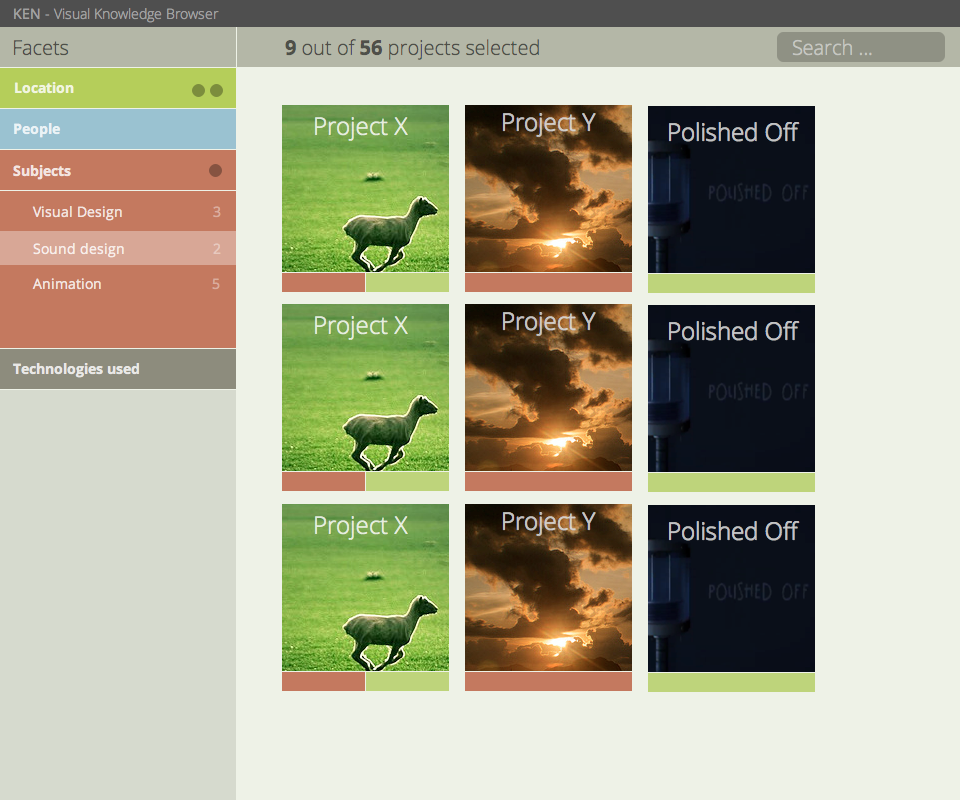 KEN - Visual Knowledge Browser
Facets
9 out of 56 projects selected
Search ...
Location
People
Subjects
Visual Design 3
Sound design 2
Animation 5
Technologies used
Project X
Project Y
Polished Off
POLISHED OFF
Project X
Project Y
Polished Off
POLISHED OFF
Project X
Project Y
Polished Off
POLISHED OFF